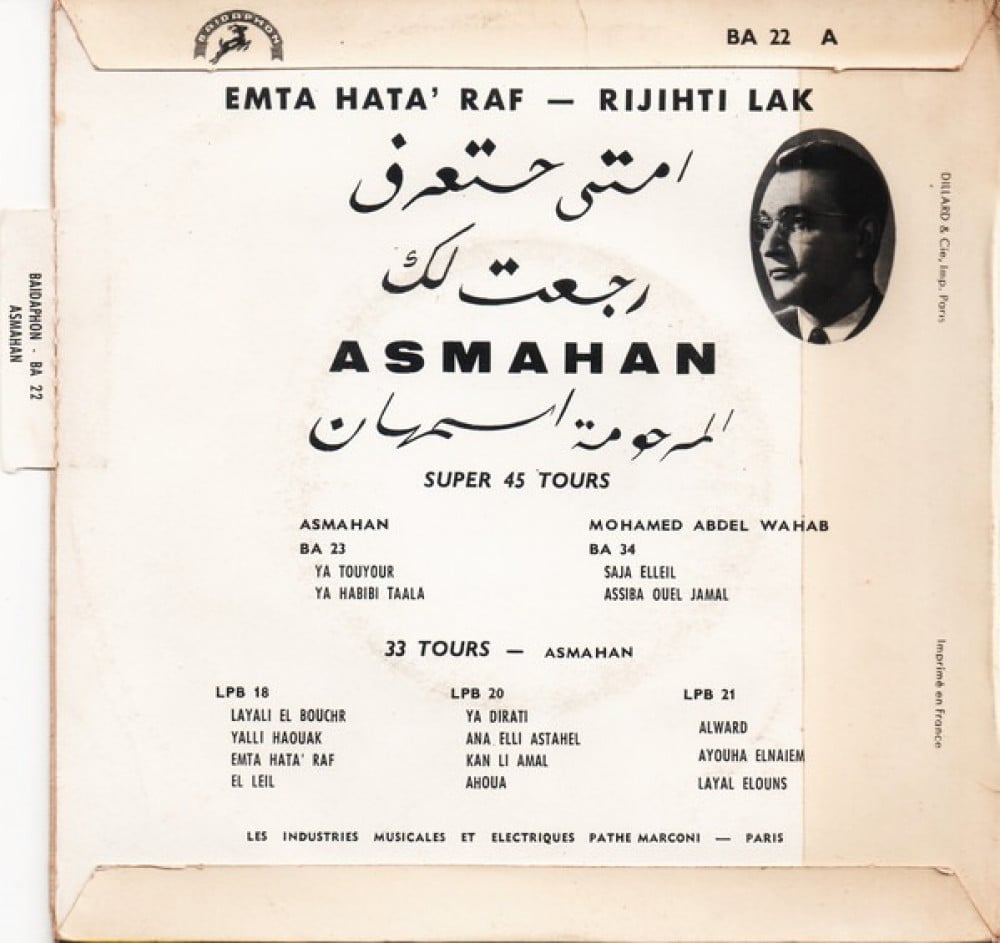 BAIDAPHON
BA 22 A
EMTA HATA' RAF — RIJIHTI LAK
امتى حتعرف
رجعت لك
ASMAHAN
المرحومة اسمهان
SUPER 45 TOURS
ASMAHAN
BA 23
YA TOUYOUR
YA HABIBI TAALA
MOHAMED ABDEL WAHAB
BA 34
SAJA ELLEIL
ASSIBA OUEL JAMAL
33 TOURS — ASMAHAN
LPB 18
LAYALI EL BOUCHR
YALLI HAOUAK
EMTA HATA' RAF
EL LEIL
LPB 20
YA DIRATI
ANA ELLI ASTAHEL
KAN LI AMAL
AHOUA
LPB 21
ALWARD
AYOUHA ELNAIEM
LAYAL ELOUNS
LES INDUSTRIES MUSICALES ET ELECTRIQUES PATHE MARCONI — PARIS
BAIDAPHON - BA 22
ASMAHAN
DILLARD & Cie, Imp. Paris
Imprimé en France